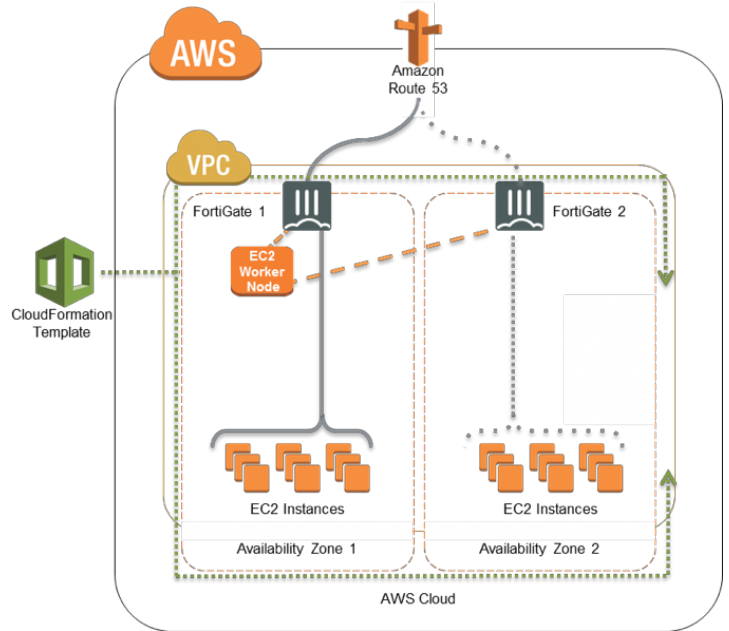 AWS
Amazon
Route 53
VPC
FortiGate 1
FortiGate 2
EC2
Worker
Node
CloudFormation
Template
EC2 Instances
EC2 Instances
Availability Zone 1
Availability Zone 2
AWS Cloud